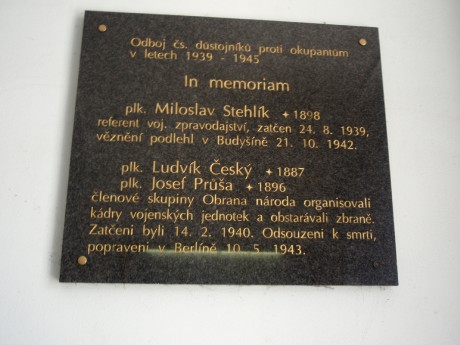 Odboj čs. důstojníků proti okupantům
v letech 1939 - 1945
In memoriam
plk. Miloslav Stehlík + 1898
referent voj. zpravodajství, zatčen 24. 8. 1939,
věznění podlehl v Budyšíně 21. 10. 1942.
plk. Ludvík Český + 1887
plk. Josef Průša + 1896
členové skupiny Obrana národa organisovali
kádry vojenských jednotek a obstarávali zbraně.
Zatčeni byli 14. 2. 1940. Odsouzeni k smrti,
popraveni v Berlíně 10. 5. 1943.